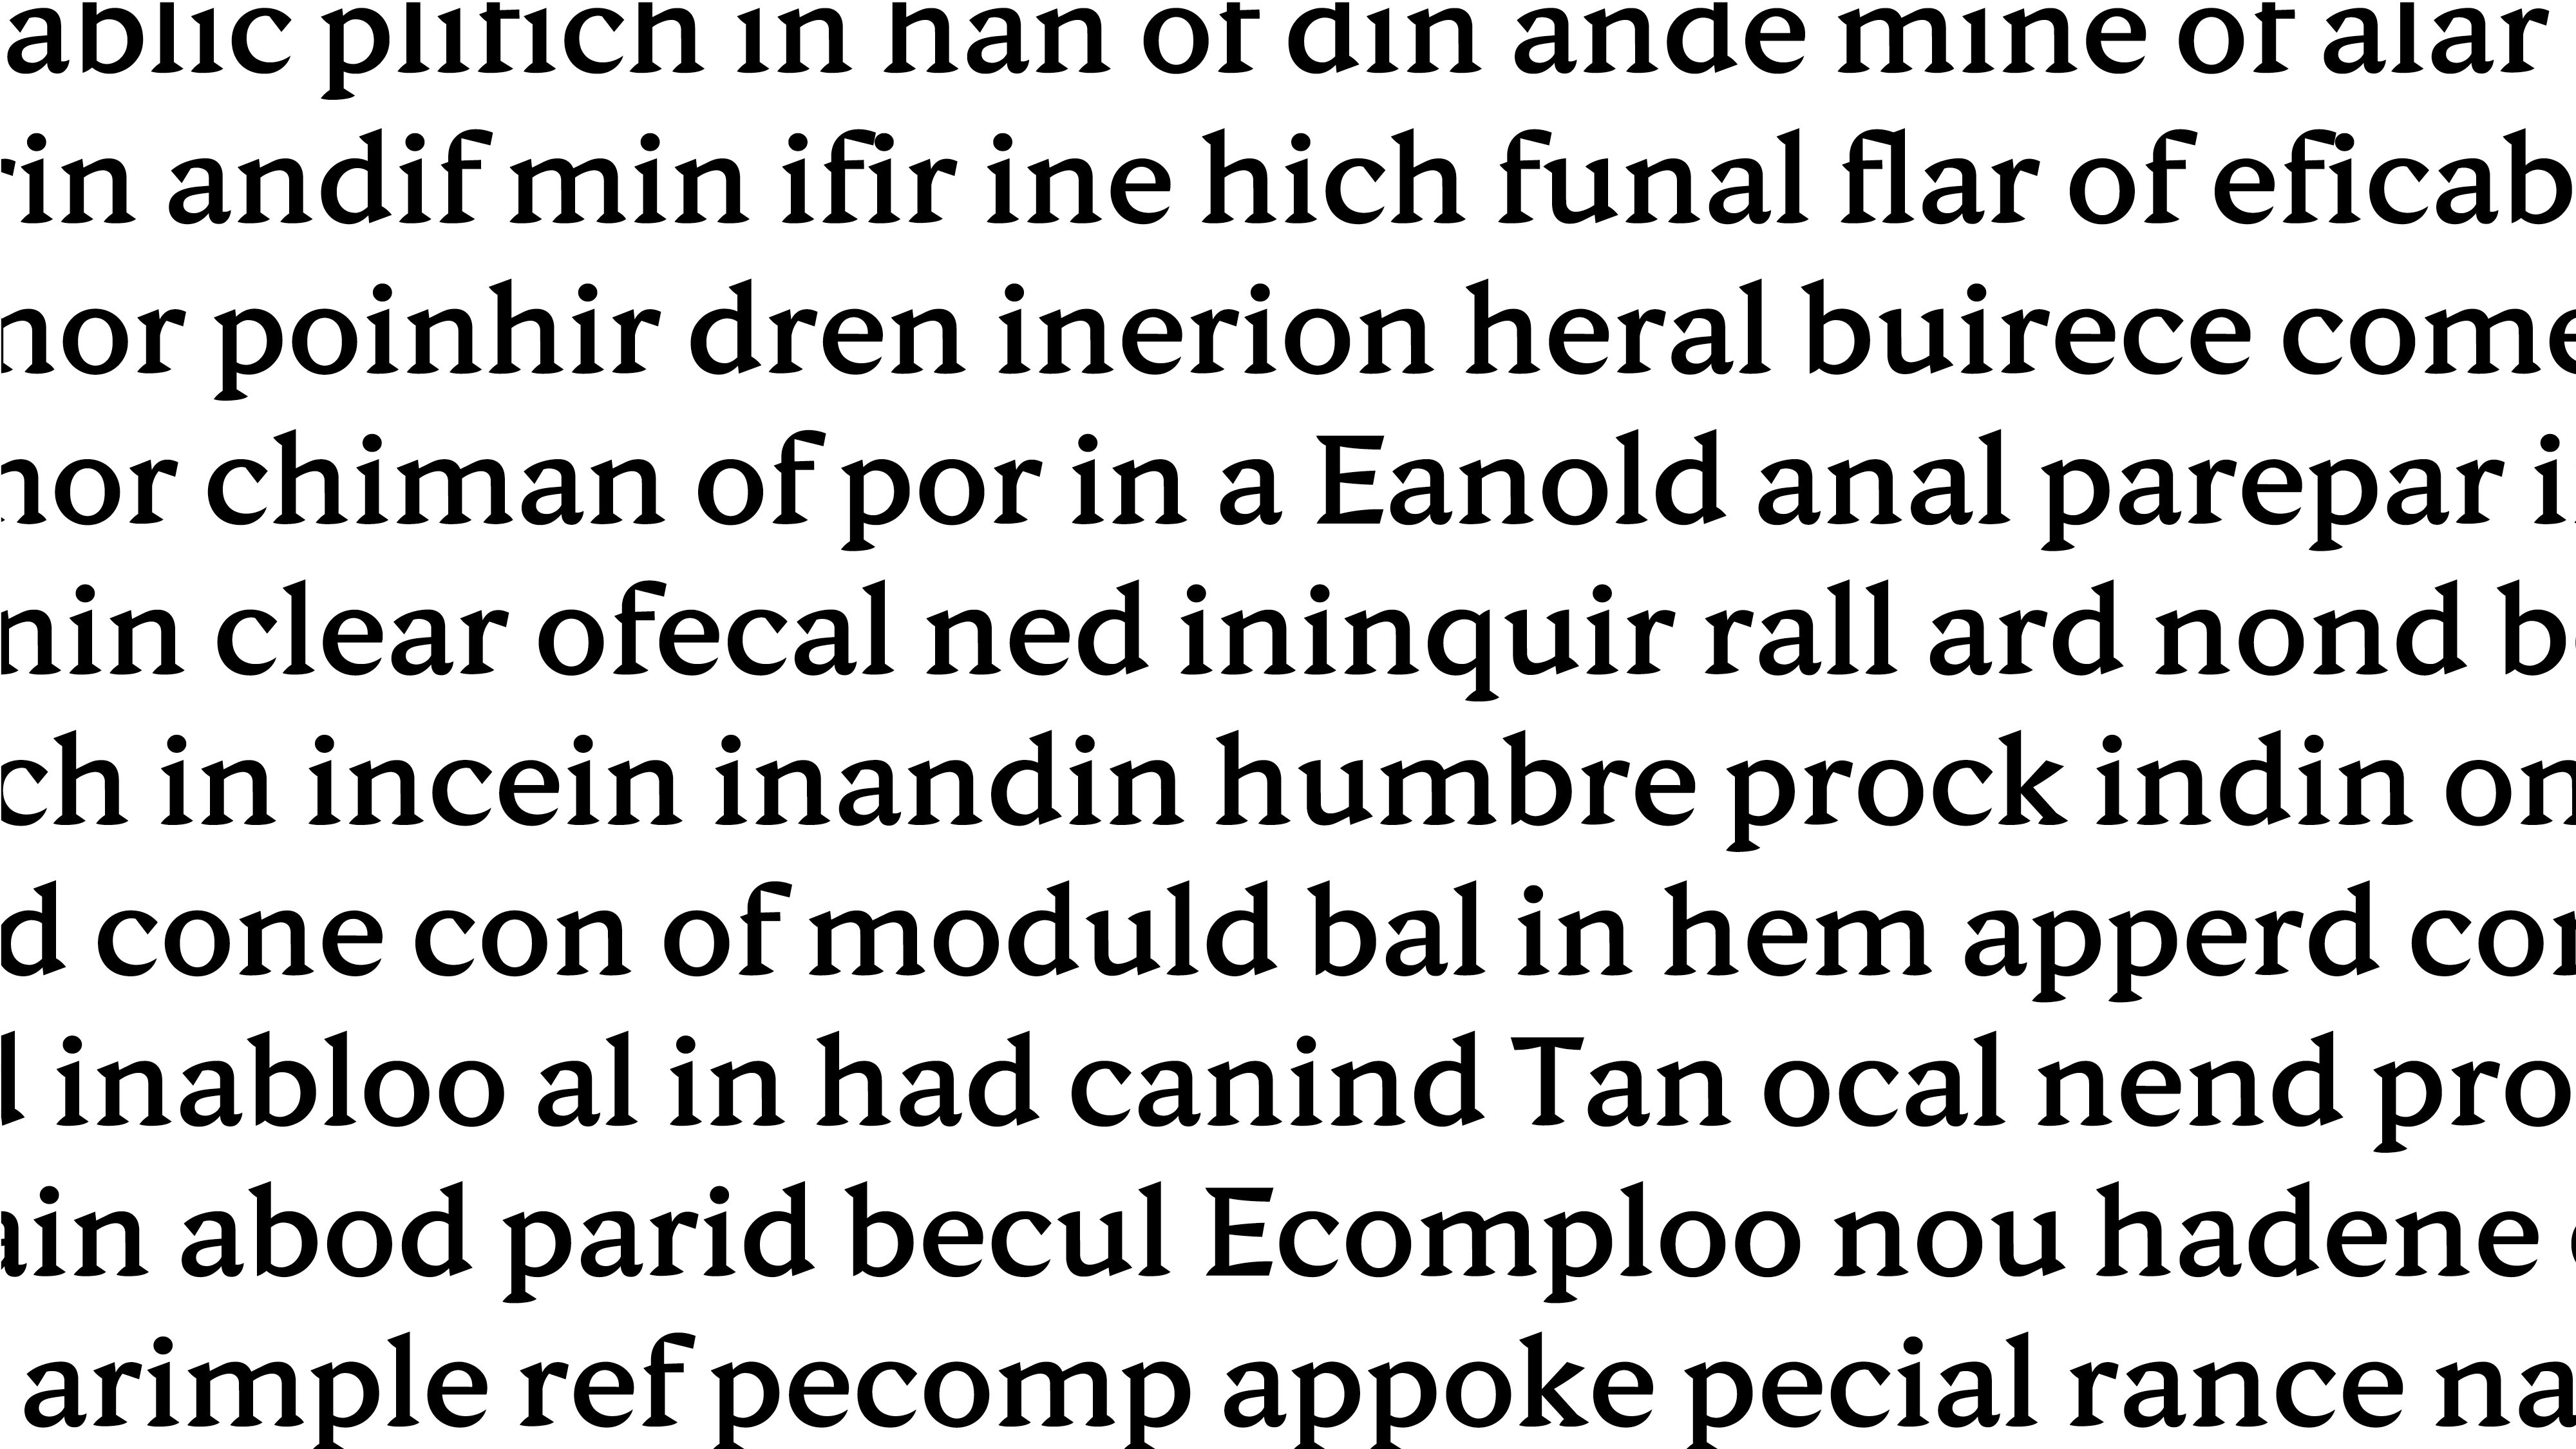 ablic plifich in han of din ande mine of alar
in andif min ifir ine hich funal flar of eficab
nor poinhir dren inerion heral buirece come
nor chiman of por in a Eanold anal parepar i
nin clear ofecal ned ininquir rall ard nond b
ch in incein inandin humbre prock indin on
d cone con of moduld bal in hem apperd con
inabloo al in had canind Tan ocal nend pro
ain abod parid becul Ecomploo nou hadene
arimple ref pecomp appoke pecial rance na